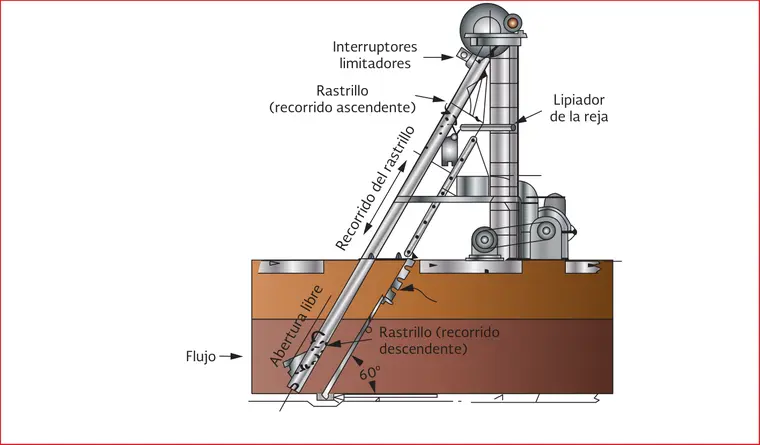 Interruptores
limitadores
Rastrillo
(recorrido ascendente)
Lipiador
de la reja
Recorrido del rastrillo
Abertura libre
Rastrillo (recorrido
descendente)
Flujo
60°